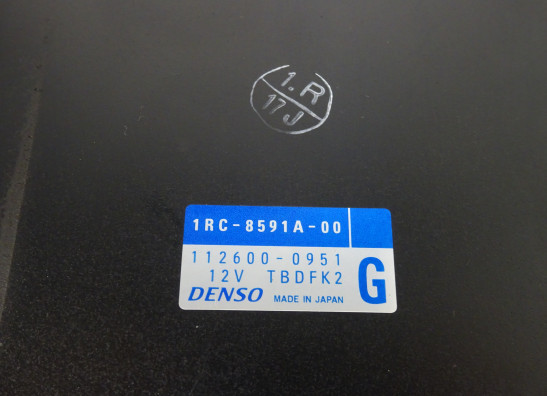 1.R
17J
1RC-8591A-00
112600-0951
12V TBDFK2
G
DENSO MADE IN JAPAN